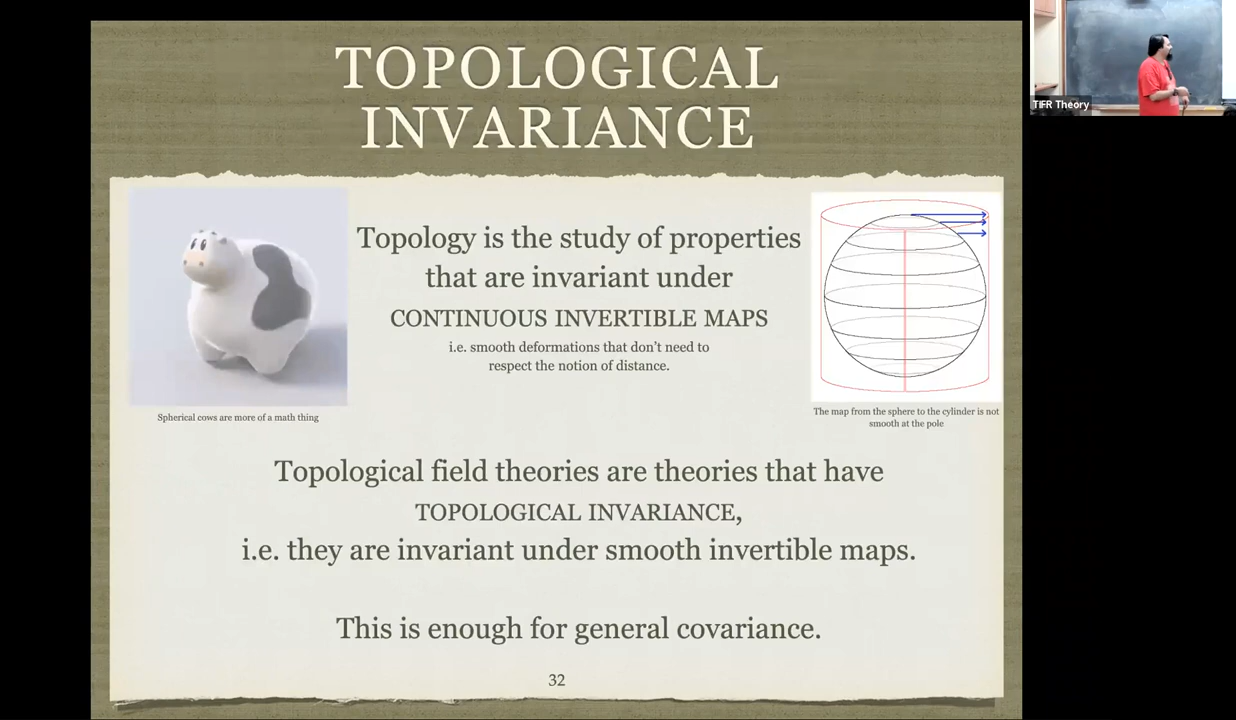 TOPOLOGICAL
INVARIANCE
TIFR Theory
Topology is the study of properties
that are invariant under
CONTINUOUS INVERTIBLE MAPS
i.e. smooth deformations that don't need to
respect the notion of distance.
Spherical cows are more of a math thing
The map from the sphere to the cylinder is not
smooth at the pole
Topological field theories are theories that have
TOPOLOGICAL INVARIANCE,
i.e. they are invariant under smooth invertible maps.
This is enough for general covariance.
32